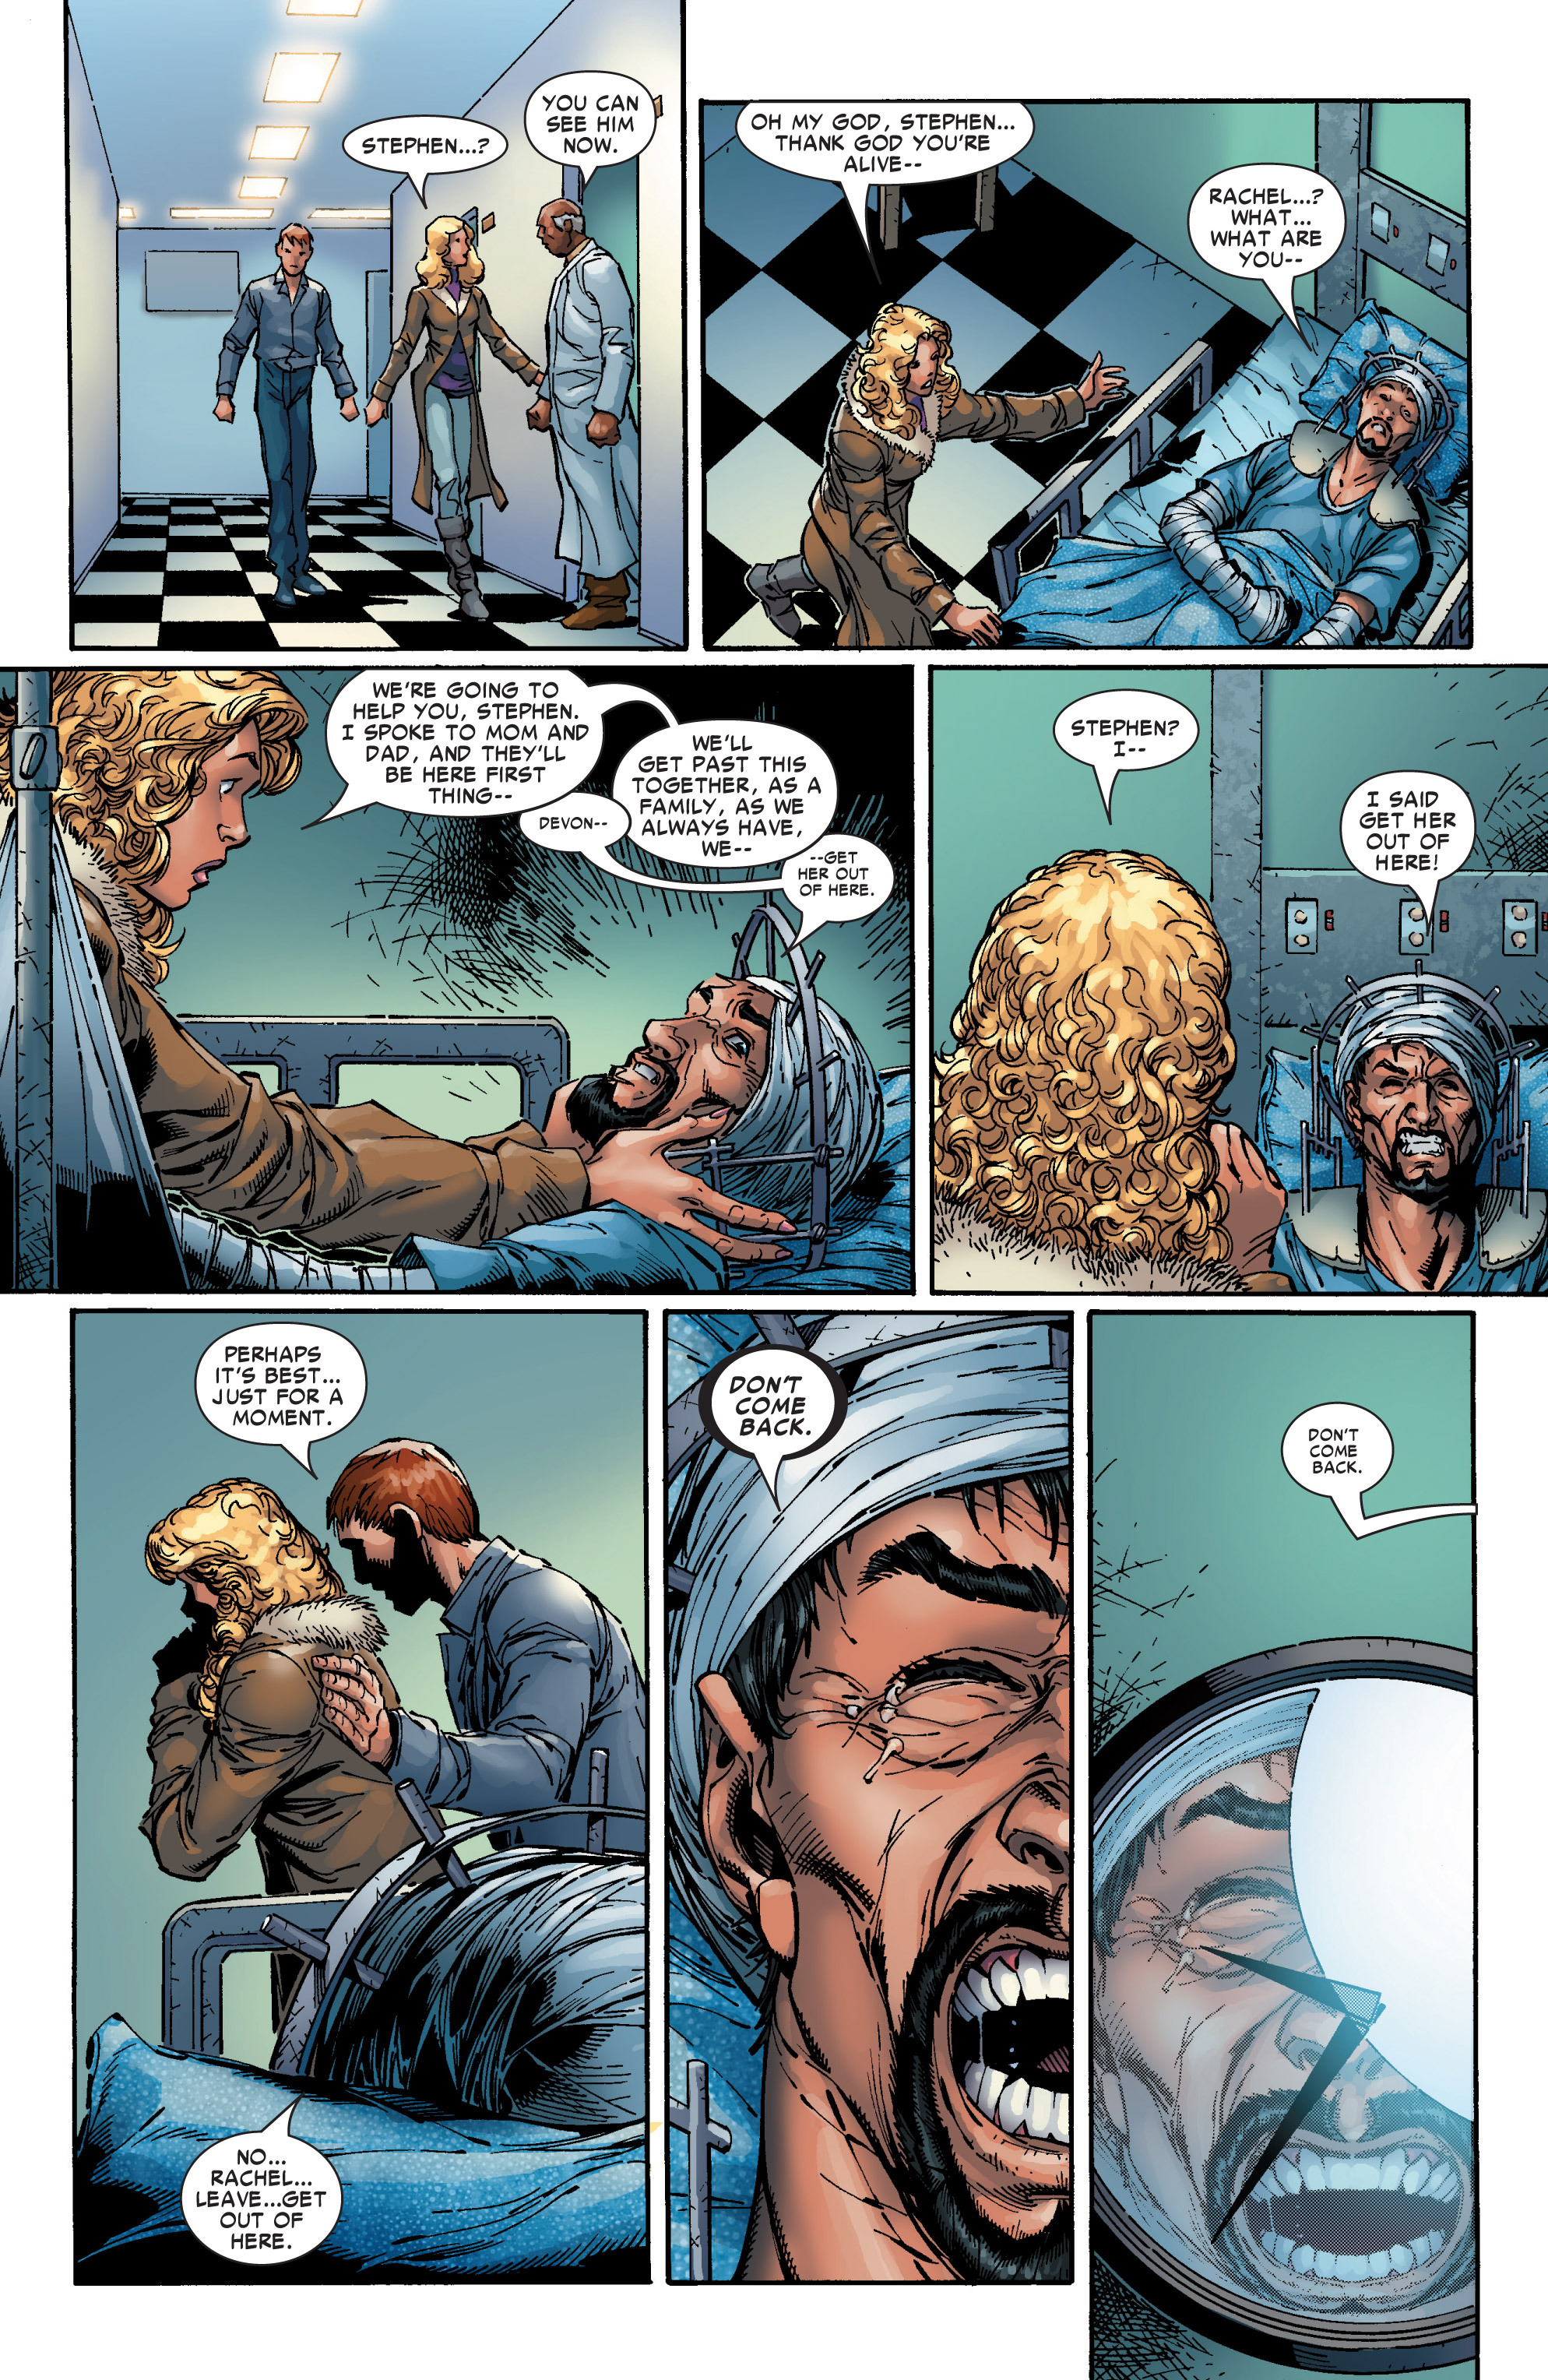 STEPHEN...?
YOU CAN
SEE HIM
NOW.
OH MY GOD, STEPHEN...
THANK GOD YOU'RE
ALIVE--
RACHEL...?
WHAT...
WHAT ARE
YOU--
WE'RE GOING TO
HELP YOU, STEPHEN.
I SPOKE TO MOM AND
DAD, AND THEY'LL
BE HERE FIRST
THING--
WE'LL
GET PAST THIS
TOGETHER, AS A
FAMILY, AS WE
ALWAYS HAVE,
WE--
DEVON--
--GET
HER OUT
OF HERE.
STEPHEN?
I--
I SAID
GET HER
OUT OF
HERE!
PERHAPS
IT'S BEST...
JUST FOR A
MOMENT.
NO...
RACHEL...
LEAVE...GET
OUT OF
HERE.
DON'T
COME
BACK.
DON'T
COME
BACK.